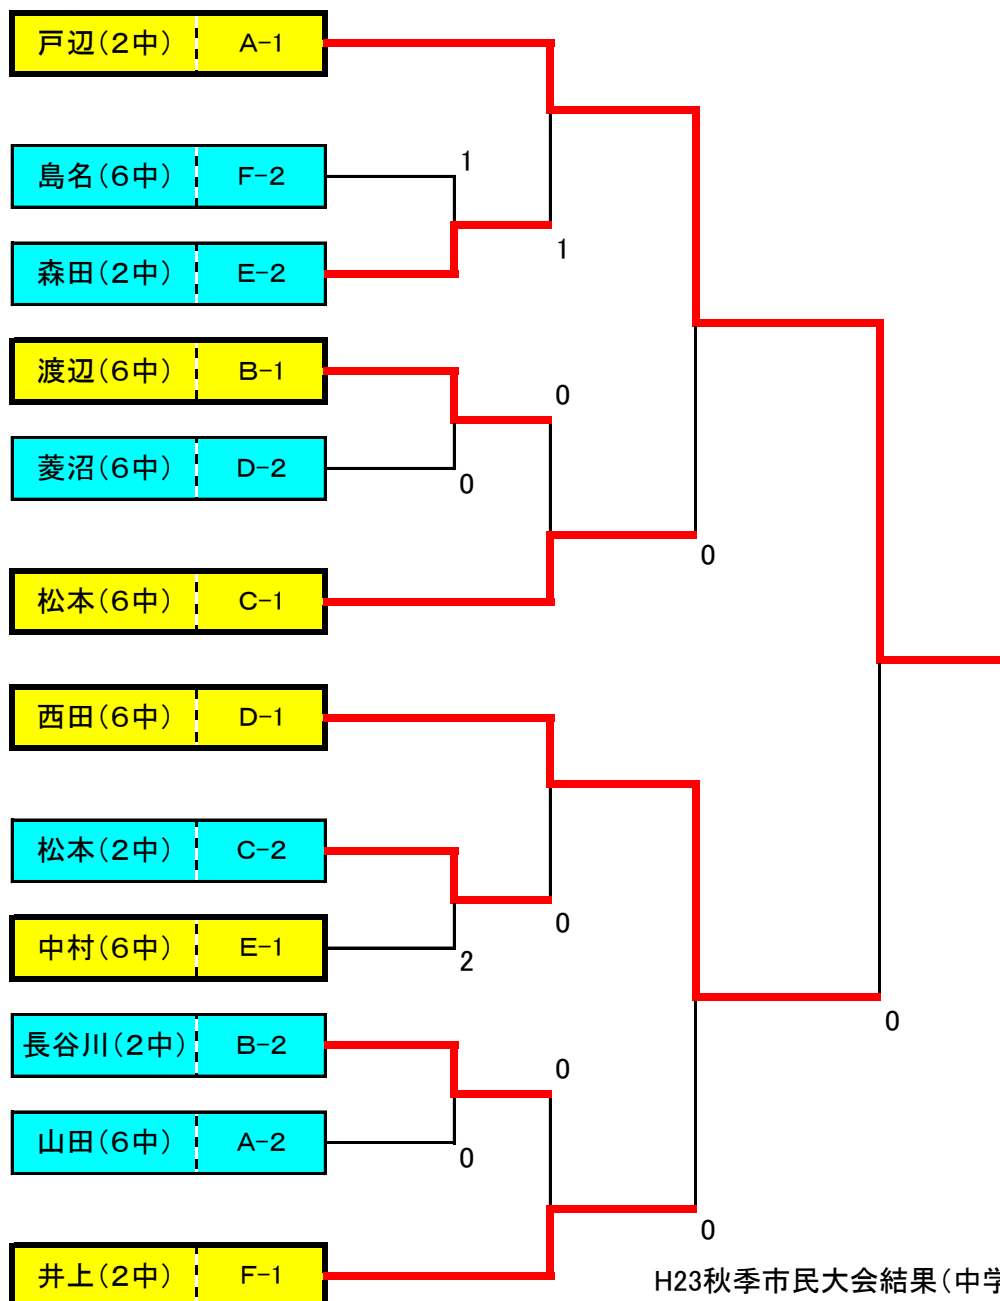 戸辺（2中） A-1
1
島名（6中） F-2
1
森田（2中） E-2
渡辺（6中） B-1
0
菱沼（6中） D-2
0
0
松本（6中） C-1
西田（6中） D-1
松本（2中） C-2
0
中村（6中） E-1
2
0
長谷川（2中） B-2
0
山田（6中） A-2
0
0
井上（2中） F-1
H23秋季市民大会結果（中学